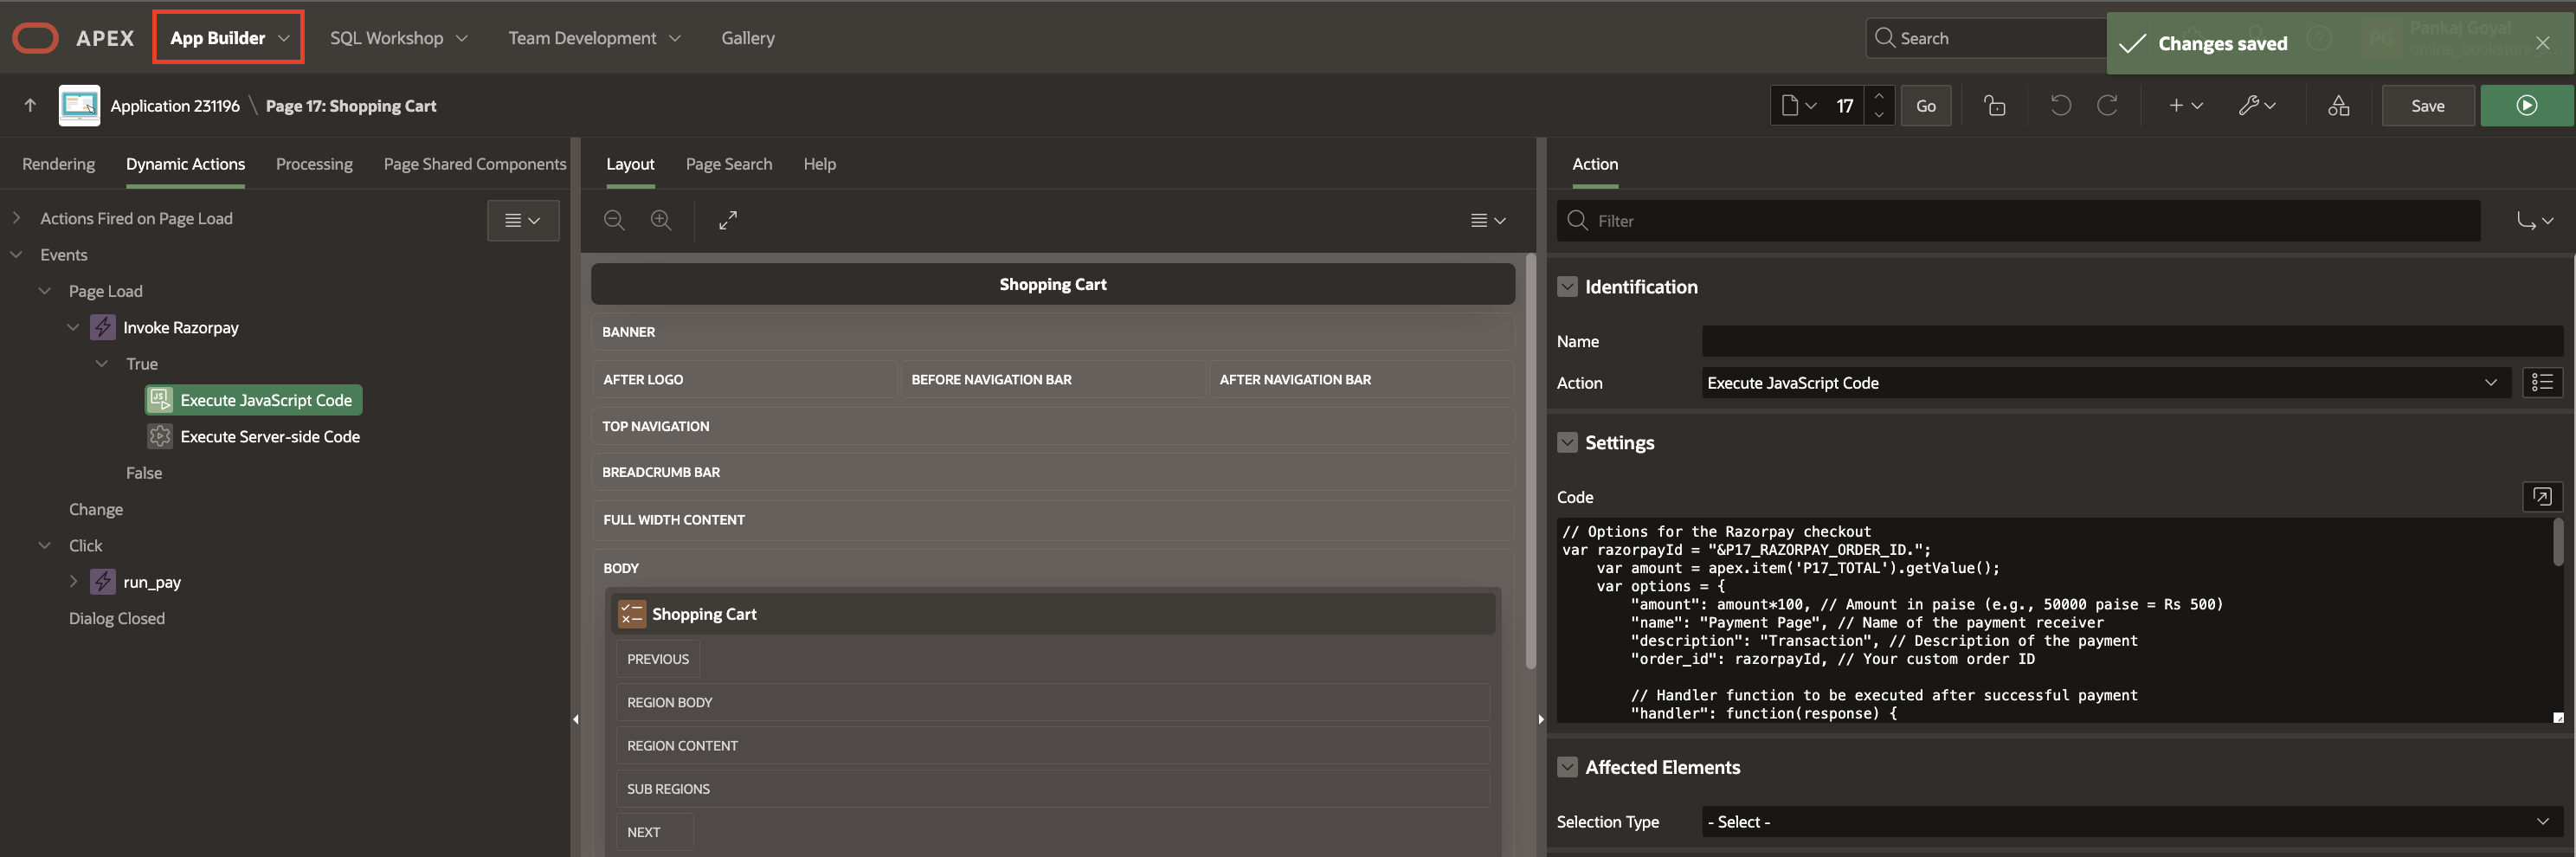 APEX
App Builder
SQL Workshop
Team Development
Gallery
Search
Changes saved
PG
Pankaj Goyal
online_bookstore
Application 231196 \ Page 17: Shopping Cart
17
Go
Save
Rendering
Dynamic Actions
Processing
Page Shared Components
Actions Fired on Page Load
Events
Page Load
Invoke Razorpay
True
JS
Execute JavaScript Code
Execute Server-side Code
False
Change
Click
run_pay
Dialog Closed
Layout
Page Search
Help
Shopping Cart
BANNER
AFTER LOGO
BEFORE NAVIGATION BAR
AFTER NAVIGATION BAR
TOP NAVIGATION
BREADCRUMB BAR
FULL WIDTH CONTENT
BODY
Shopping Cart
PREVIOUS
REGION BODY
REGION CONTENT
SUB REGIONS
NEXT
Action
Filter
Identification
Name
Action
Execute JavaScript Code
Settings
Code
// Options for the Razorpay checkout
var razorpayId = "&P17_RAZORPAY_ORDER_ID.";
var amount = apex.item('P17_TOTAL').getValue();
var options = {
"amount": amount*100, // Amount in paise (e.g., 50000 paise = Rs 500)
"name": "Payment Page", // Name of the payment receiver
"description": "Transaction", // Description of the payment
"order_id": razorpayId, // Your custom order ID
// Handler function to be executed after successful payment
"handler": function(response) {
Affected Elements
Selection Type
- Select -